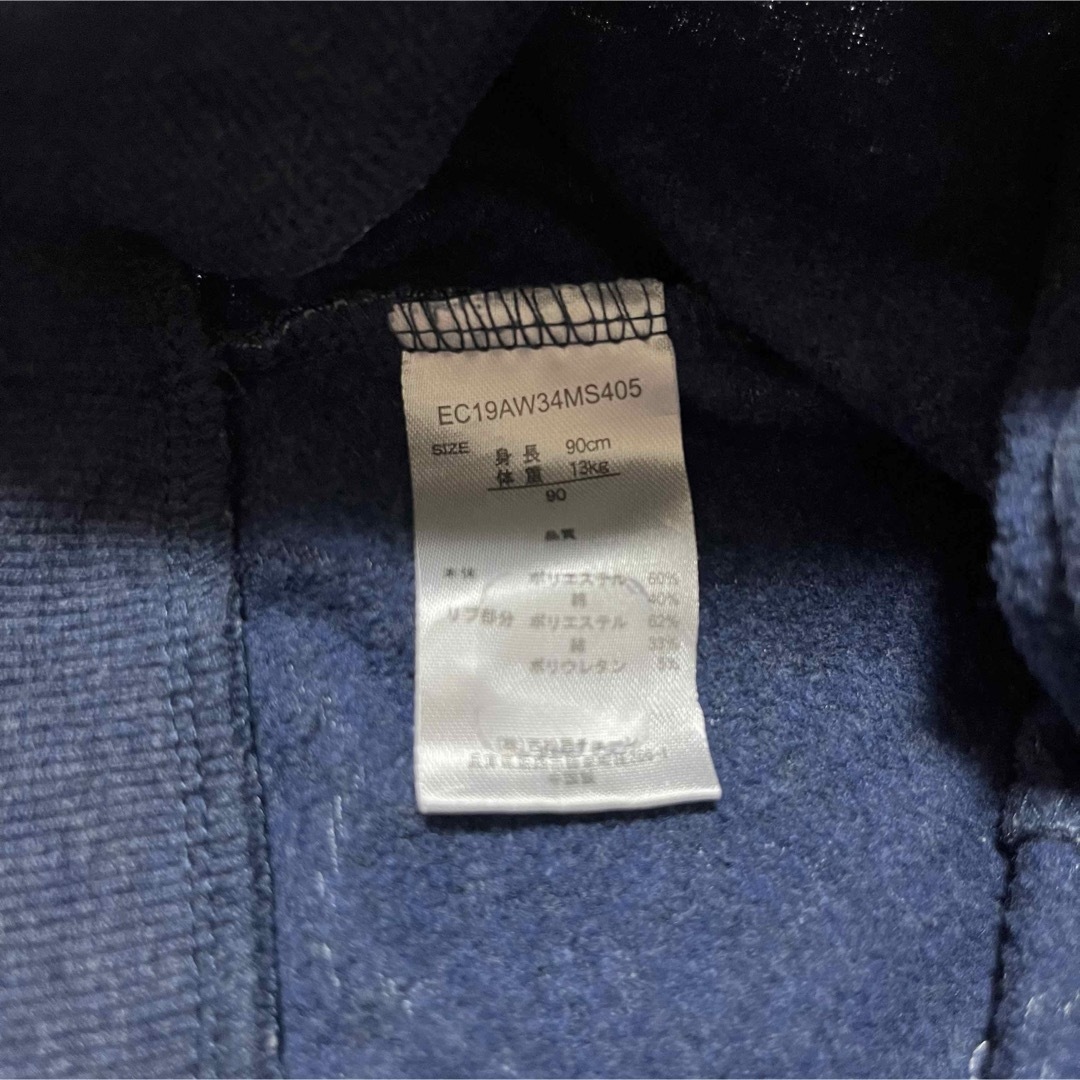 EC19AW34MS405
SIZE 身長 90cm
体重 13kg
90
品質
本体 ポリエステル 60%
綿 40%
リブ部分 ポリエステル 62%
綿 33%
ポリウレタン 5%
中国製